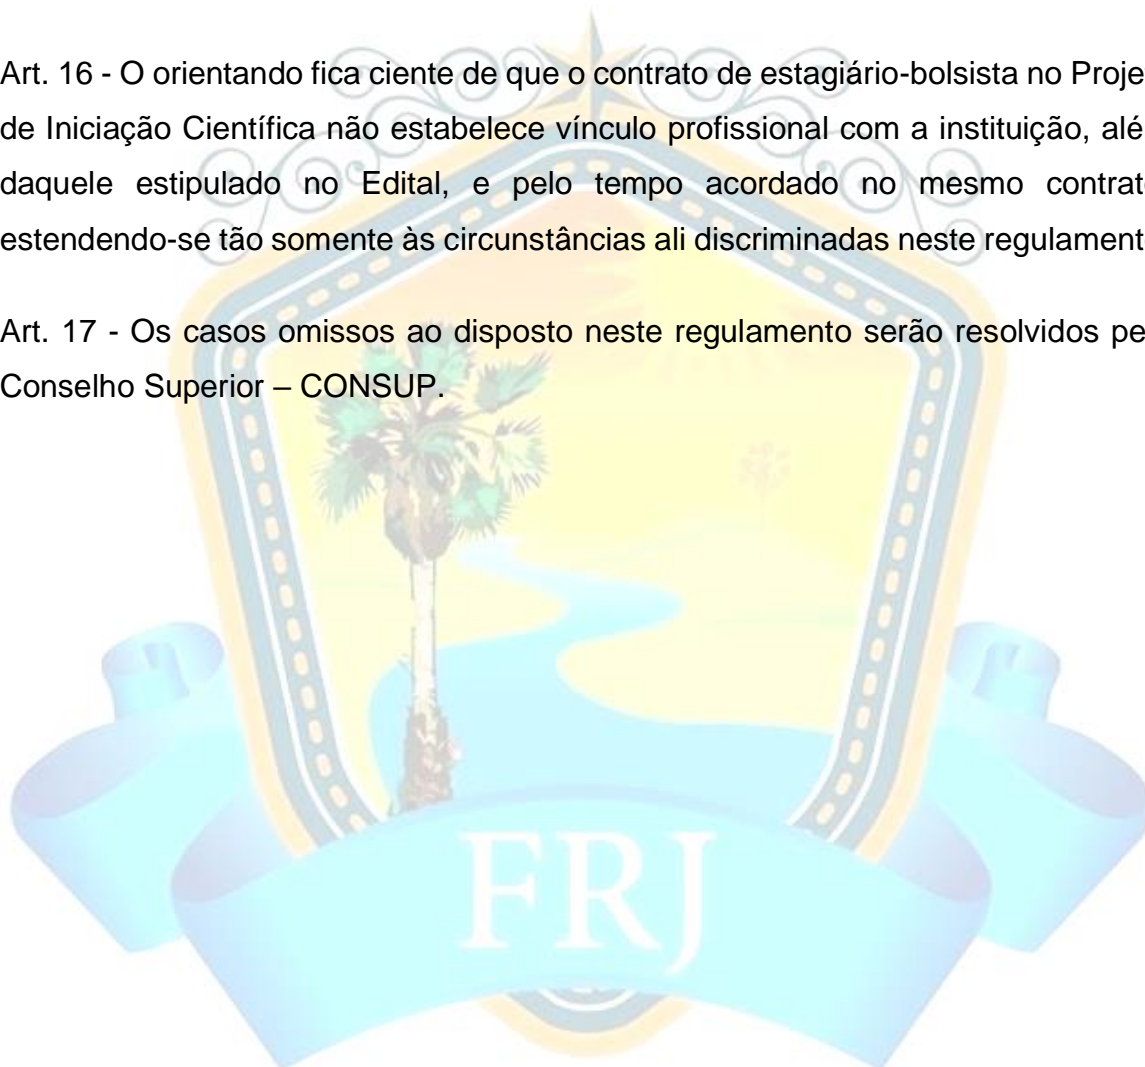 Art. 16 - O orientando fica ciente de que o contrato de estagiário-bolsista no Proje
de Iniciação Científica não estabelece vínculo profissional com a instituição, alé
daquele estipulado no Edital, e pelo tempo acordado no mesmo contrat
estendendo-se tão somente às circunstâncias ali discriminadas neste regulament
Art. 17 - Os casos omissos ao disposto neste regulamento serão resolvidos pe
Conselho Superior – CONSUP.
FRJ